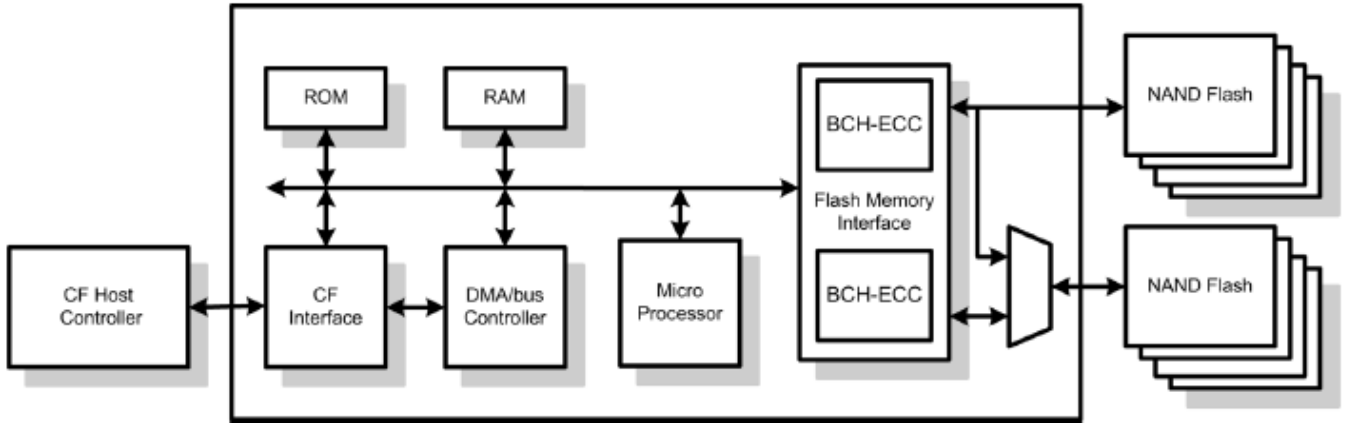 ROM
RAM
BCH-ECC
NAND Flash
Flash Memory
Interface
CF Host
Controller
CF
Interface
DMA/bus
Controller
Micro
Processor
BCH-ECC
NAND Flash